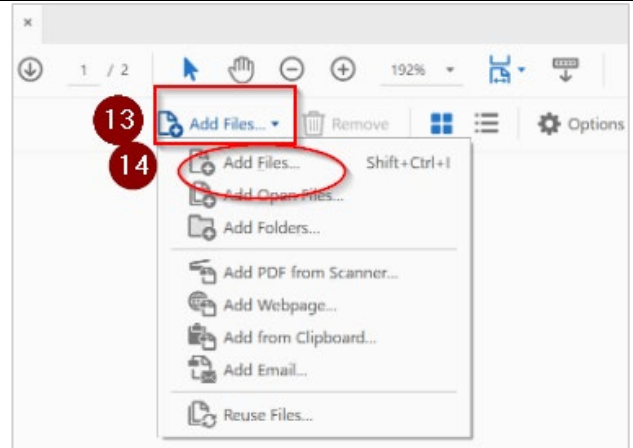 ×
1 / 2 192%
13 Add Files... Remove Options
14 Add Files... Shift+Ctrl+I
Add Open Files...
Add Folders...
Add PDF from Scanner...
Add Webpage...
Add from Clipboard...
Add Email...
Reuse Files...